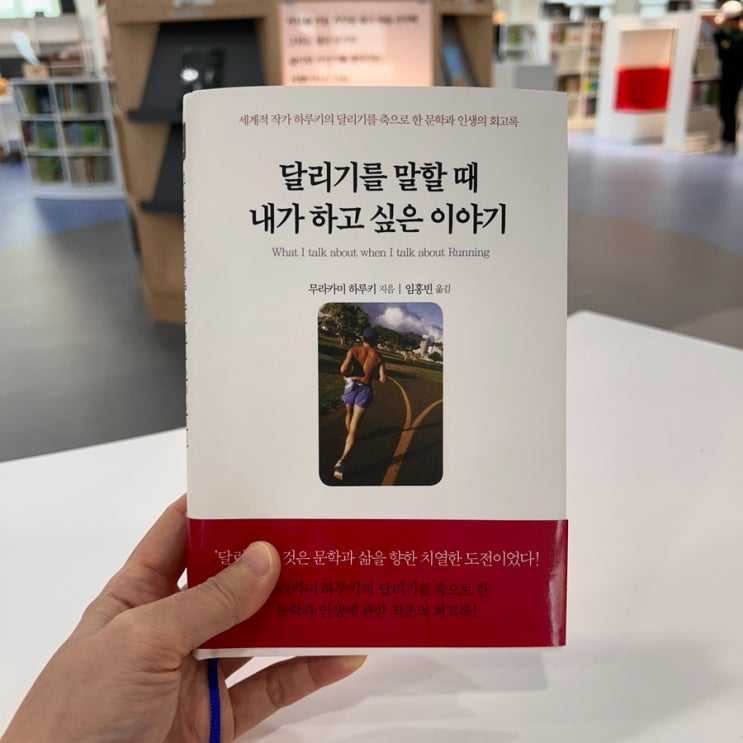 세계적 작가 하루키의 달리기를 축으로 한 문학과 인생의 회고록
달리기를 말할 때
내가 하고 싶은 이야기
What I talk about when I talk about Running
무라카미 하루키 지음 | 임홍빈 옮김
것은 문학과 삶을 향한 치열한 도전이었다!
하루키의 달리기를 축으로 한
문학과 인생에 관한 최초의 회고록!